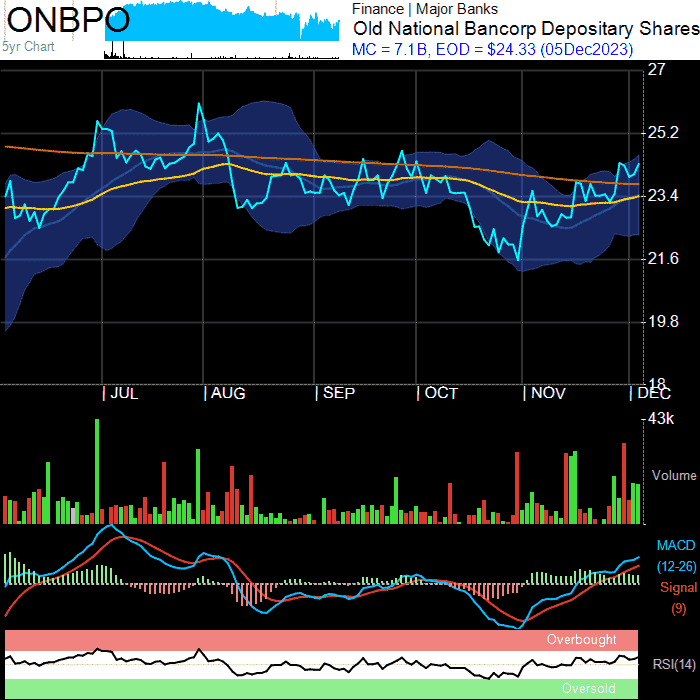 ONBPO
5yr Chart
Finance | Major Banks
Old National Bancorp Depositary Shares
MC = 7.1B, EOD = $24.33 (05Dec2023)
27
25.2
23.4
21.6
19.8
18
| JUL | AUG | SEP | OCT | NOV | DEC
43k
Volume
MACD
(12-26)
Signal
(9)
Overbought
RSI(14)
Oversold